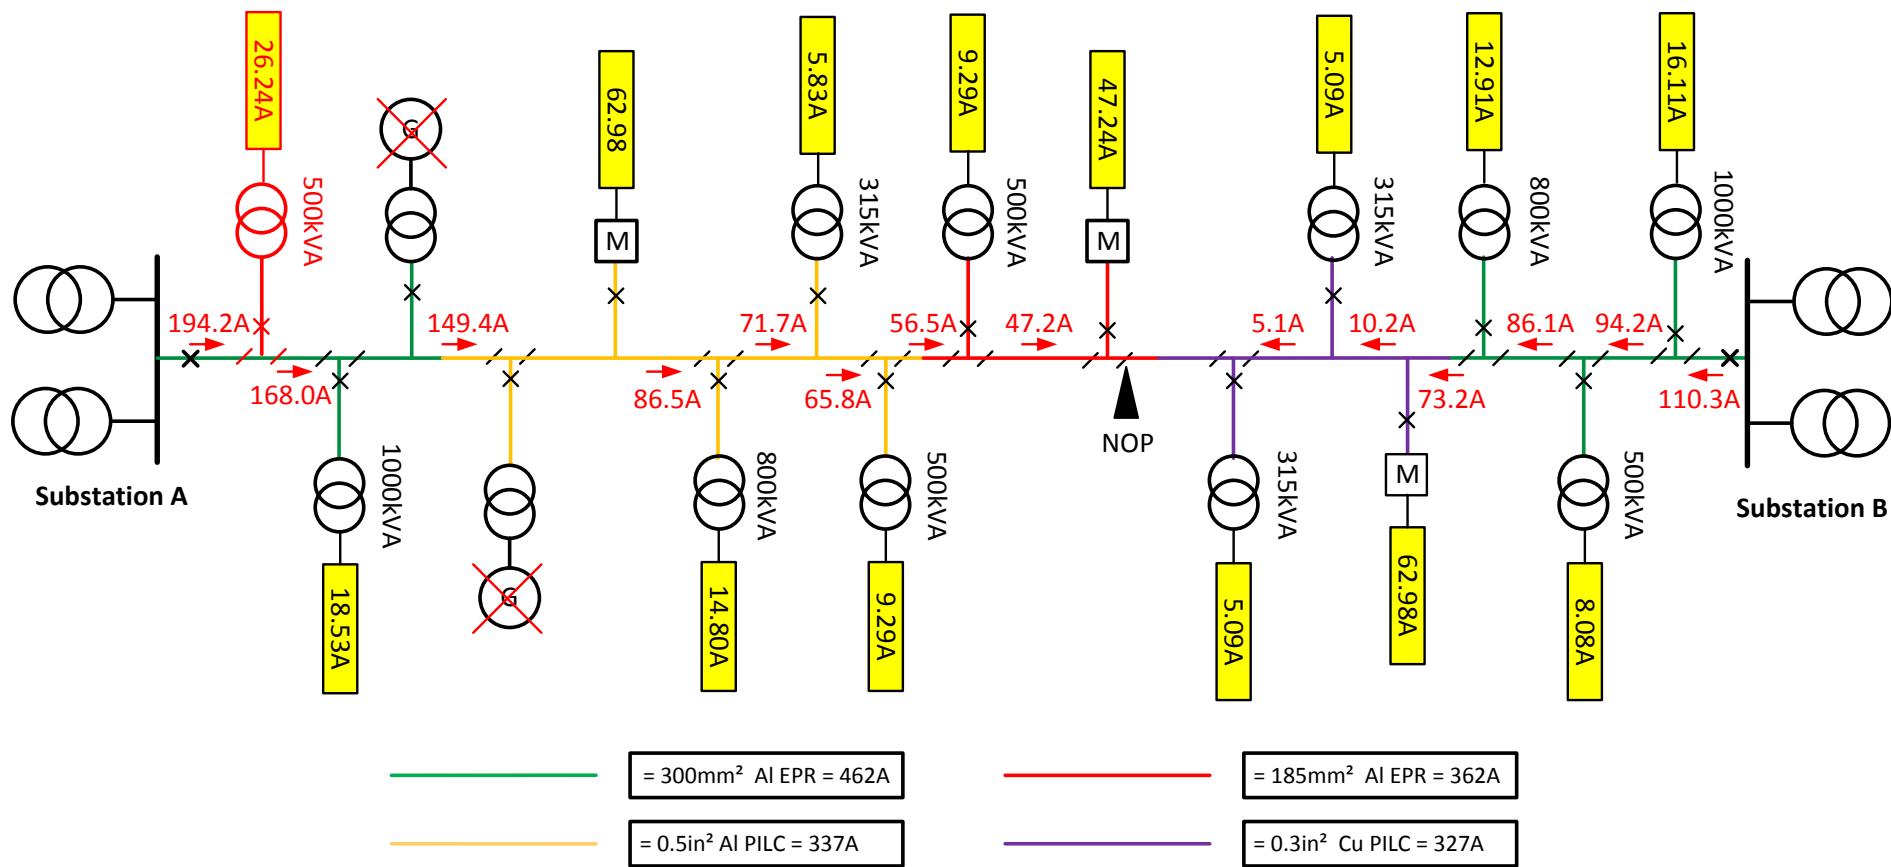 26.24A
500kVA
G
62.98
M
5.83A
315kVA
9.29A
500kVA
47.24A
M
5.09A
315kVA
12.91A
800kVA
16.11A
1000kVA
194.2A
149.4A
71.7A
56.5A
47.2A
5.1A
10.2A
86.1A
94.2A
168.0A
86.5A
65.8A
73.2A
110.3A
NOP
Substation A
Substation B
1000kVA
18.53A
G
800kVA
14.80A
500kVA
9.29A
315kVA
5.09A
M
62.98A
500kVA
8.08A
= 300mm² Al EPR = 462A
= 185mm² Al EPR = 362A
= 0.5in² Al PILC = 337A
= 0.3in² Cu PILC = 327A